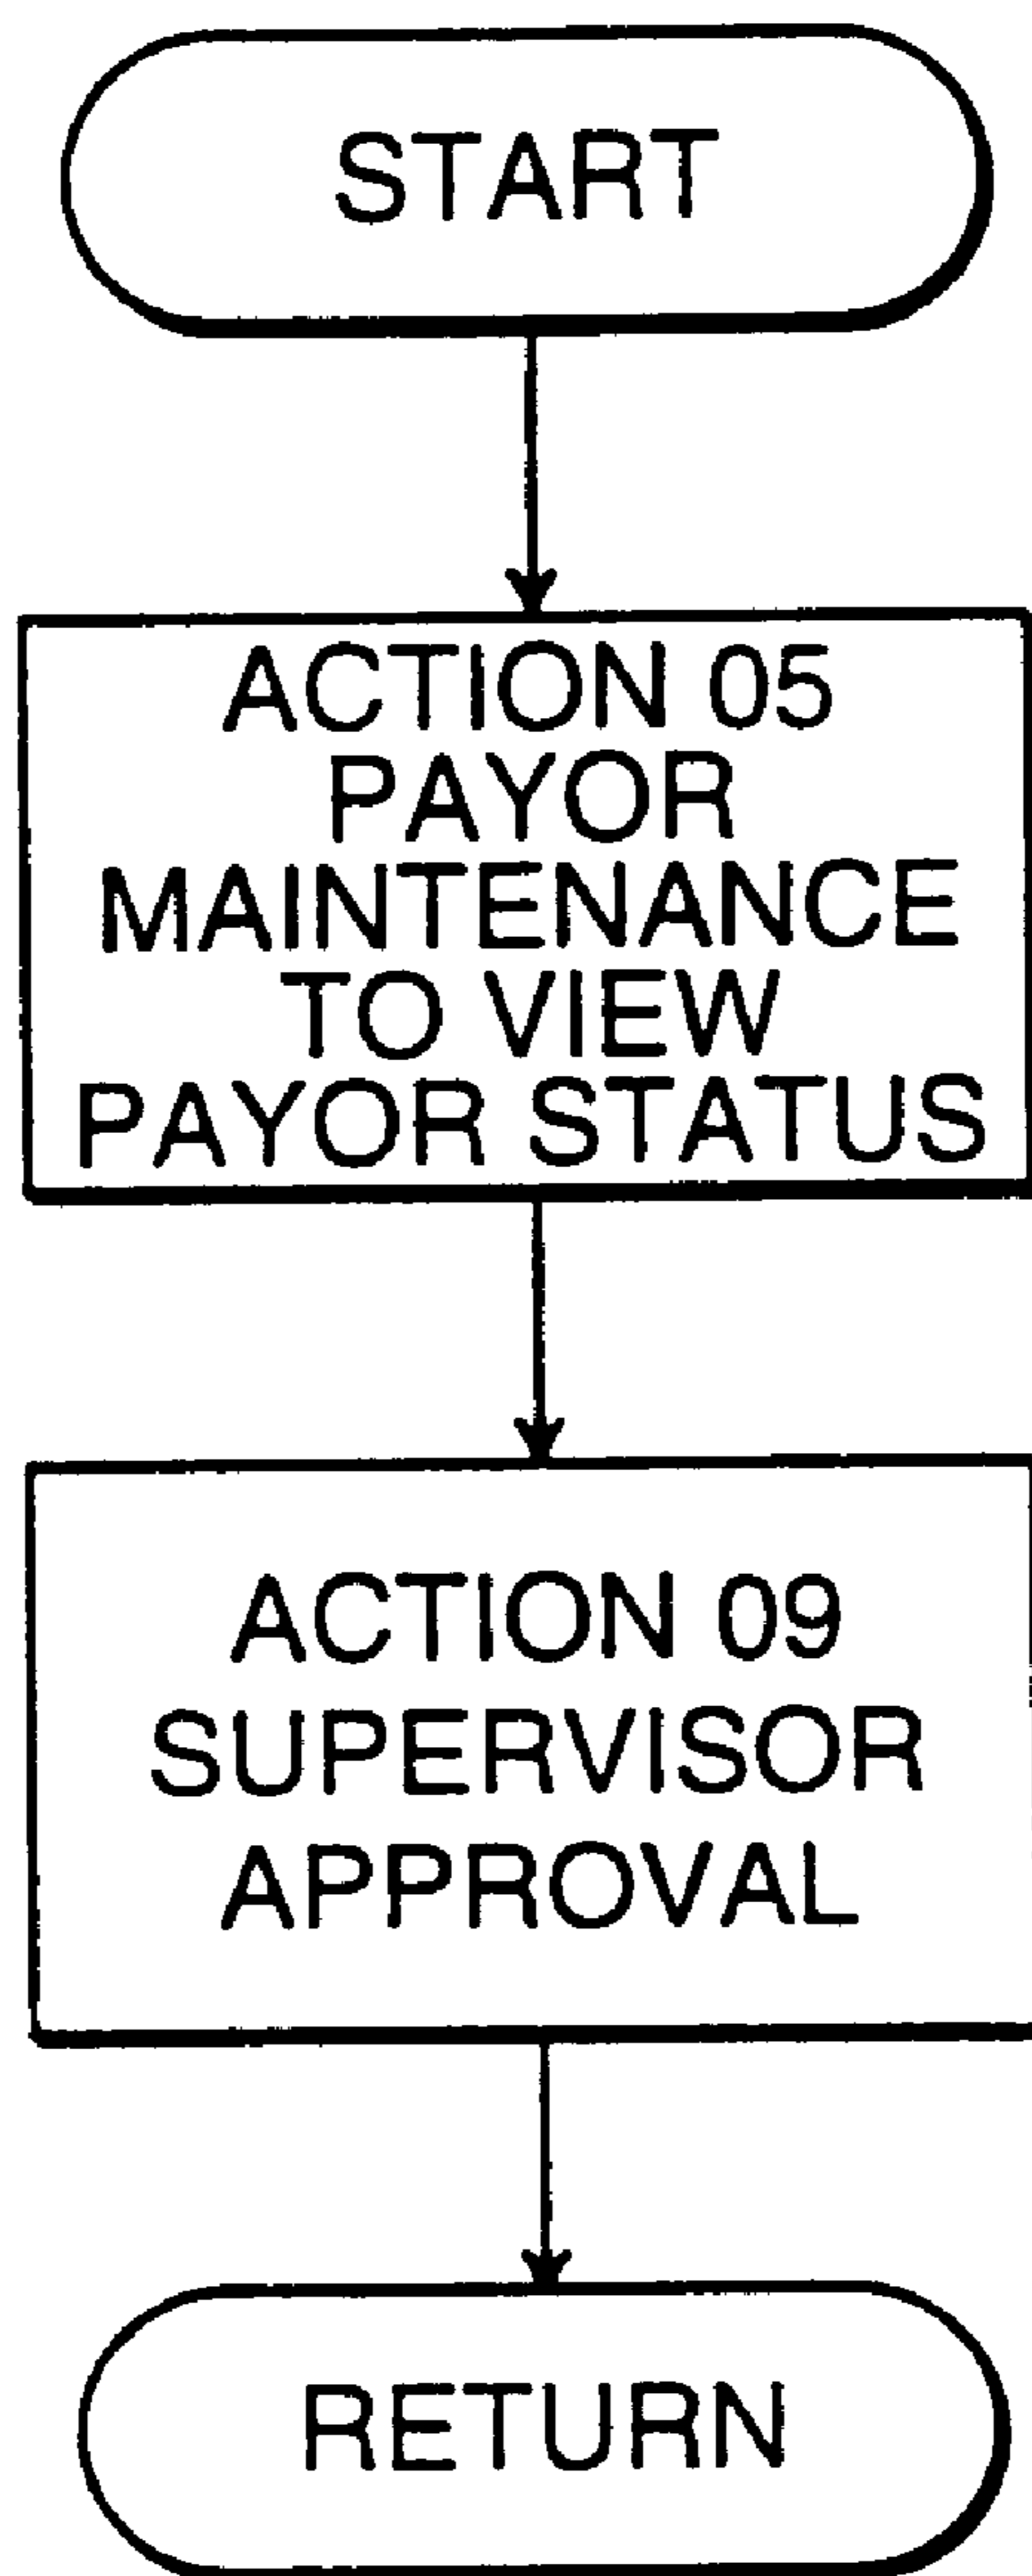 START
ACTION 05
PAYOR
MAINTENANCE
TO VIEW
PAYOR STATUS
ACTION 09
SUPERVISOR
APPROVAL
RETURN